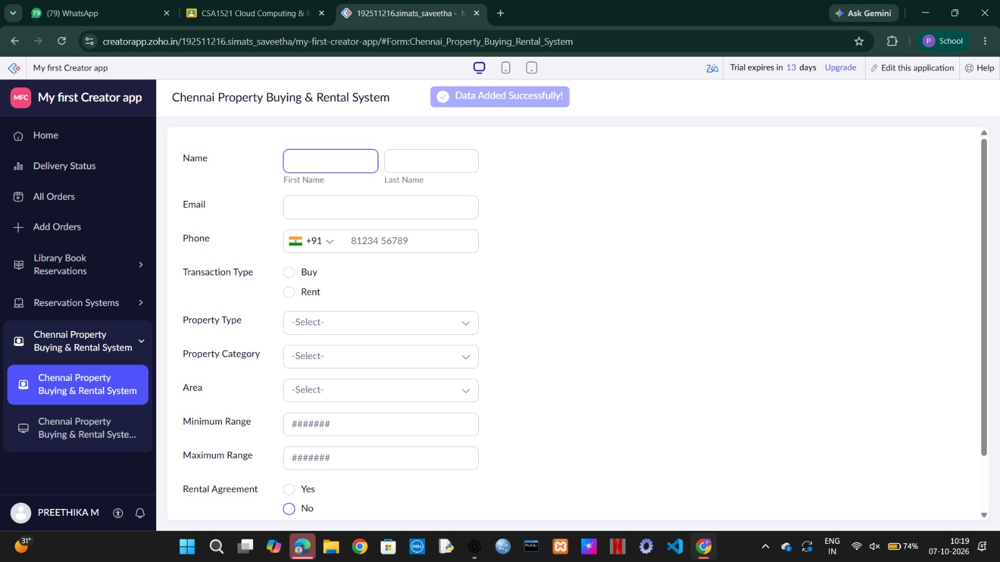 (79) WhatsApp
CSA1521 Cloud Computing &
192511216.simats_saveetha -
Ask Gemini
creatorapp.zoho.in/192511216.simats_saveetha/my-first-creator-app/#Form:Chennai_Property_Buying_Rental_System
P School
My first Creator app
Trial expires in 13 days Upgrade
Edit this application
Help
MFC My first Creator app
Chennai Property Buying & Rental System
Data Added Successfully!
Home
Delivery Status
All Orders
Add Orders
Library Book
Reservations
Reservation Systems
Chennai Property
Buying & Rental System
Chennai Property
Buying & Rental System
Chennai Property
Buying & Rental Syste...
PREETHIKA M
Name
First Name
Last Name
Email
Phone
+91
81234 56789
Transaction Type
Buy
Rent
Property Type
-Select-
Property Category
-Select-
Area
-Select-
Minimum Range
#######
Maximum Range
#######
Rental Agreement
Yes
No
31°
DELL
MySQL
N
ENG
IN
74%
10:19
07-10-2026